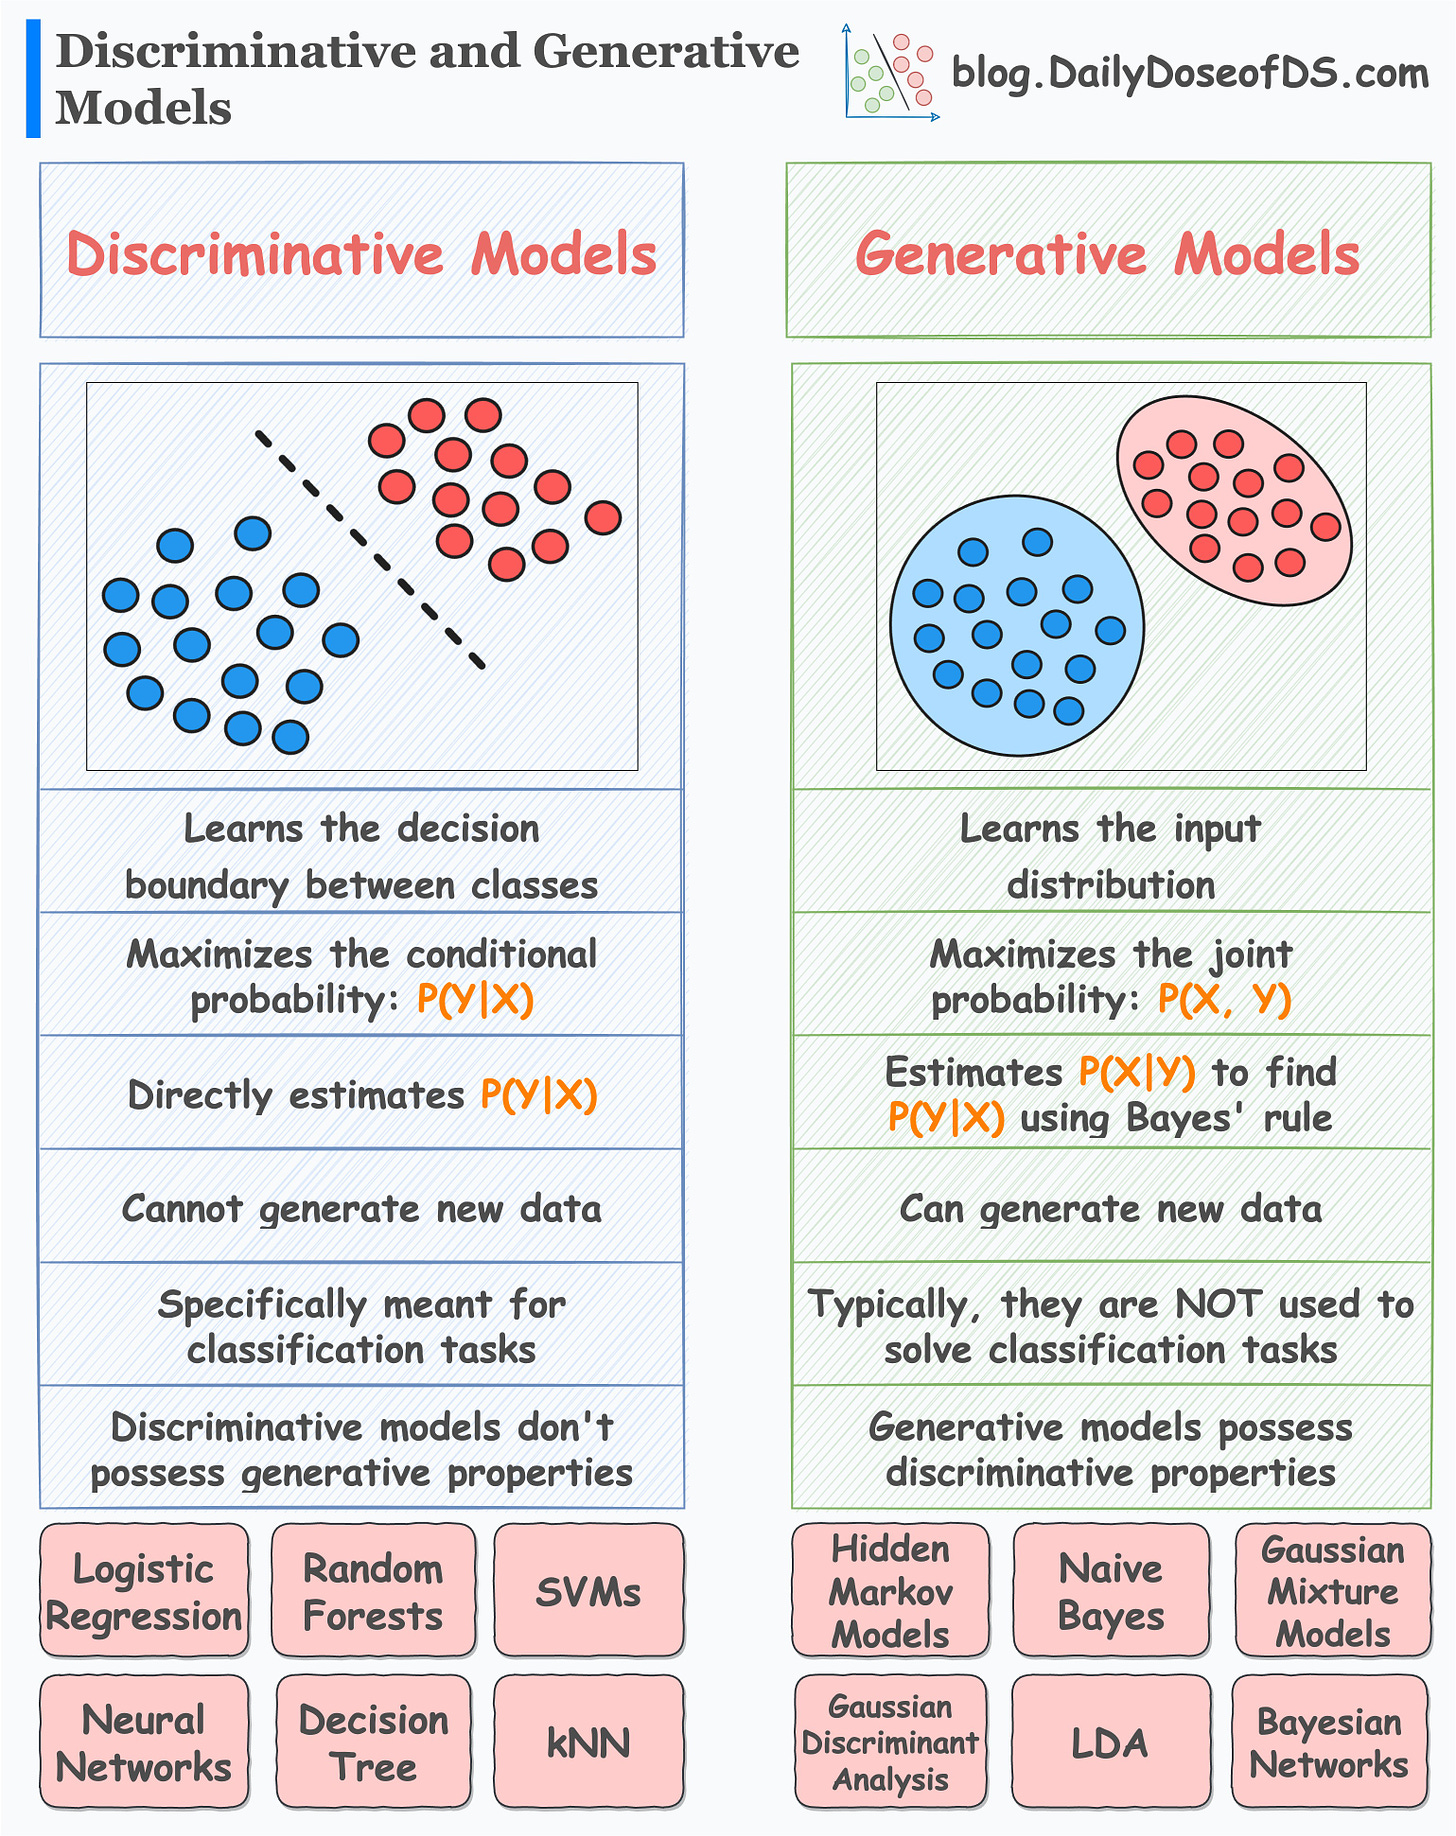 Discriminative and Generative
Models
blog.DailyDoseofDS.com
Discriminative Models
Learns the decision
boundary between classes
Maximizes the conditional
probability: P(Y|X)
Directly estimates P(Y|X)
Cannot generate new data
Specifically meant for
classification tasks
Discriminative models don't
possess generative properties
Logistic
Regression
Random
Forests
SVMs
Neural
Networks
Decision
Tree
kNN
Generative Models
Learns the input
distribution
Maximizes the joint
probability: P(X, Y)
Estimates P(X|Y) to find
P(Y|X) using Bayes' rule
Can generate new data
Typically, they are NOT used to
solve classification tasks
Generative models possess
discriminative properties
Hidden
Markov
Models
Naive
Bayes
Gaussian
Mixture
Models
Gaussian
Discriminant
Analysis
LDA
Bayesian
Networks